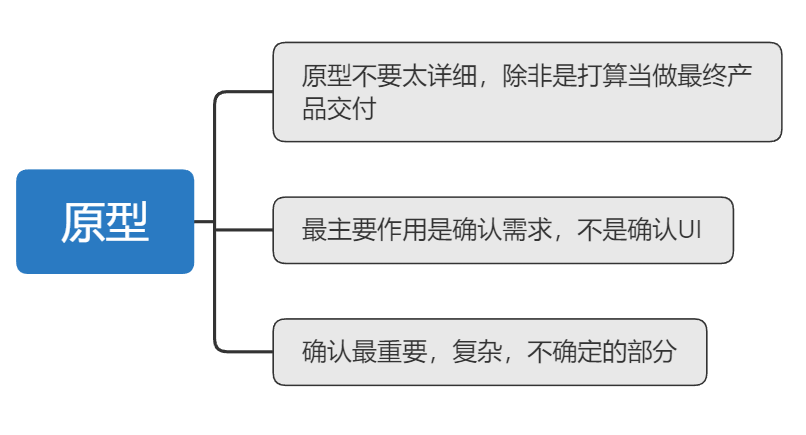 原型
原型不要太详细，除非是打算当做最终产
品交付
最主要作用是确认需求，不是确认UI
确认最重要，复杂，不确定的部分